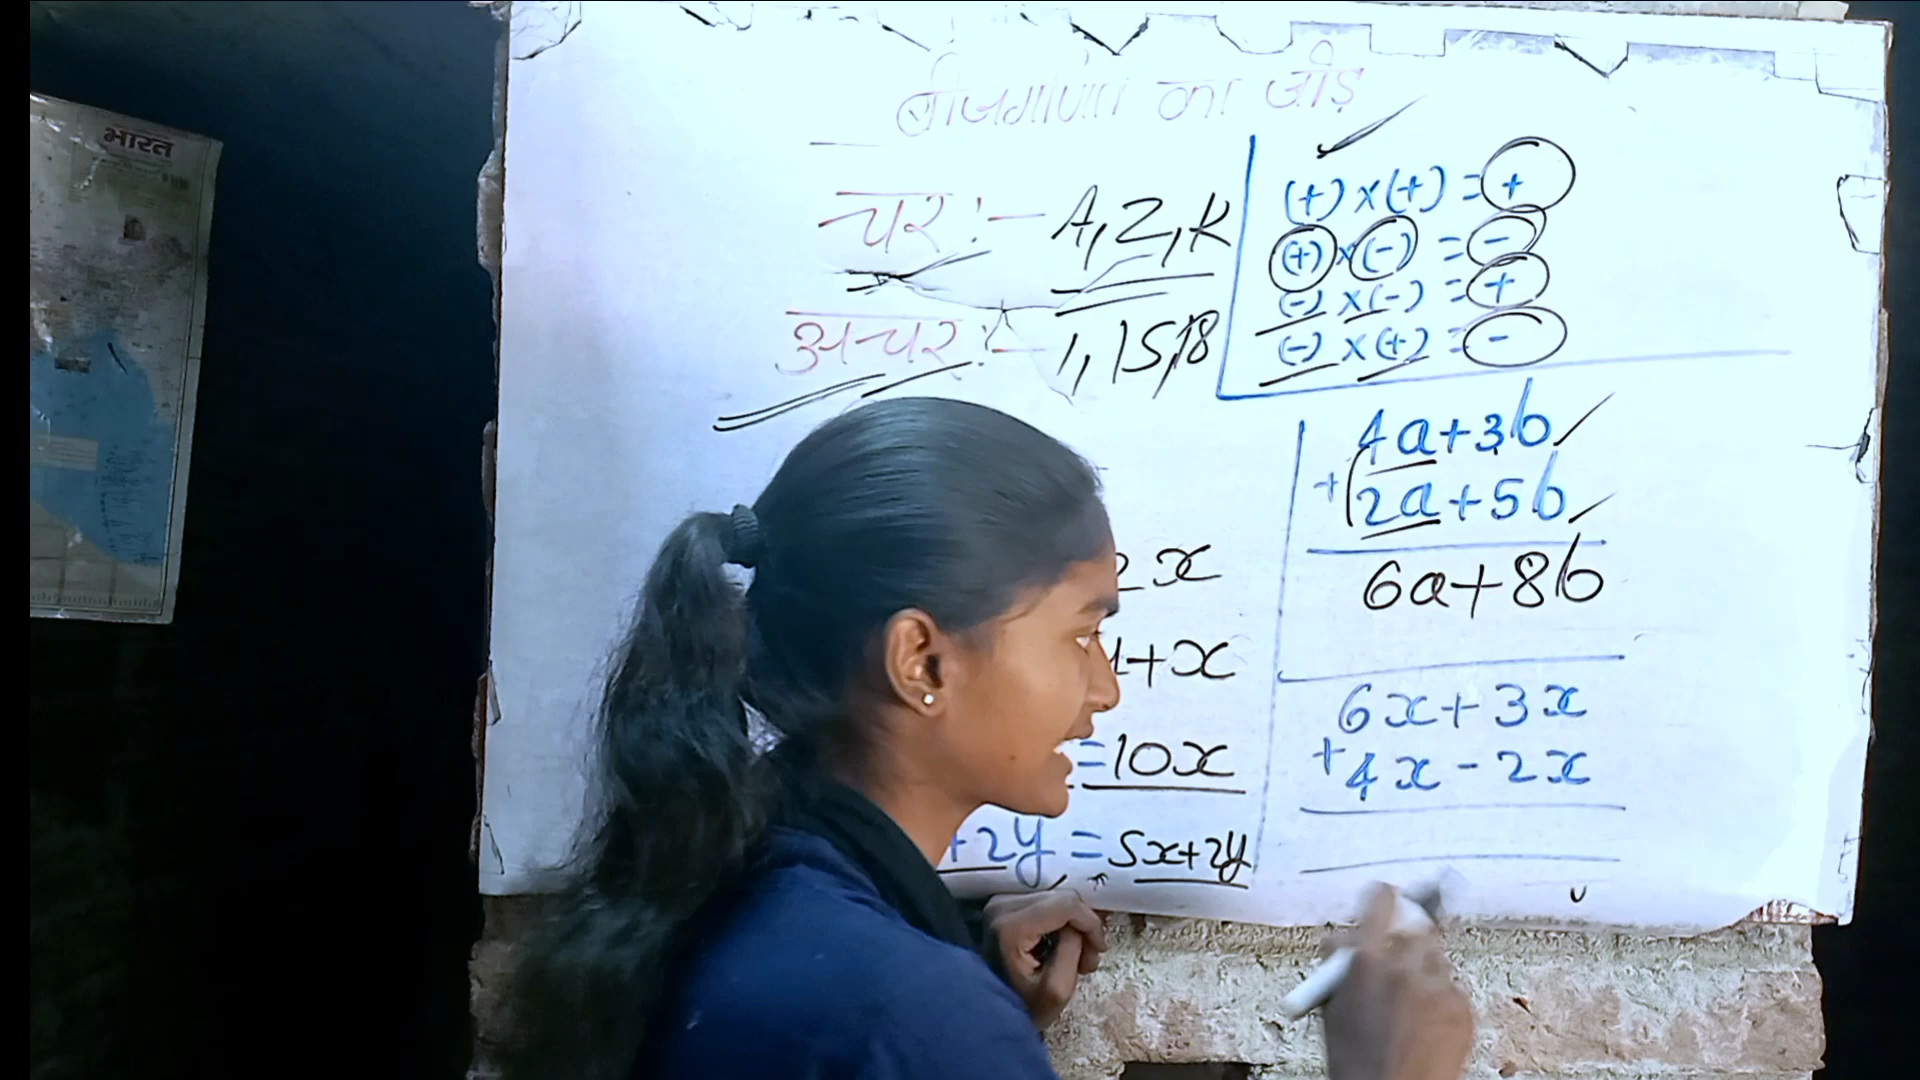 भारत
बीजगणित का जोड़
चर :- A, Z, K
अचर :- 1, 15, 18
(+) × (+) = +
(+) × (-) = -
(-) × (-) = +
(-) × (+) = -
2x
+x
=10x
+2y = 5x+2y
4a+3b
+ 2a+5b
6a+8b
6x+3x
+4x-2x